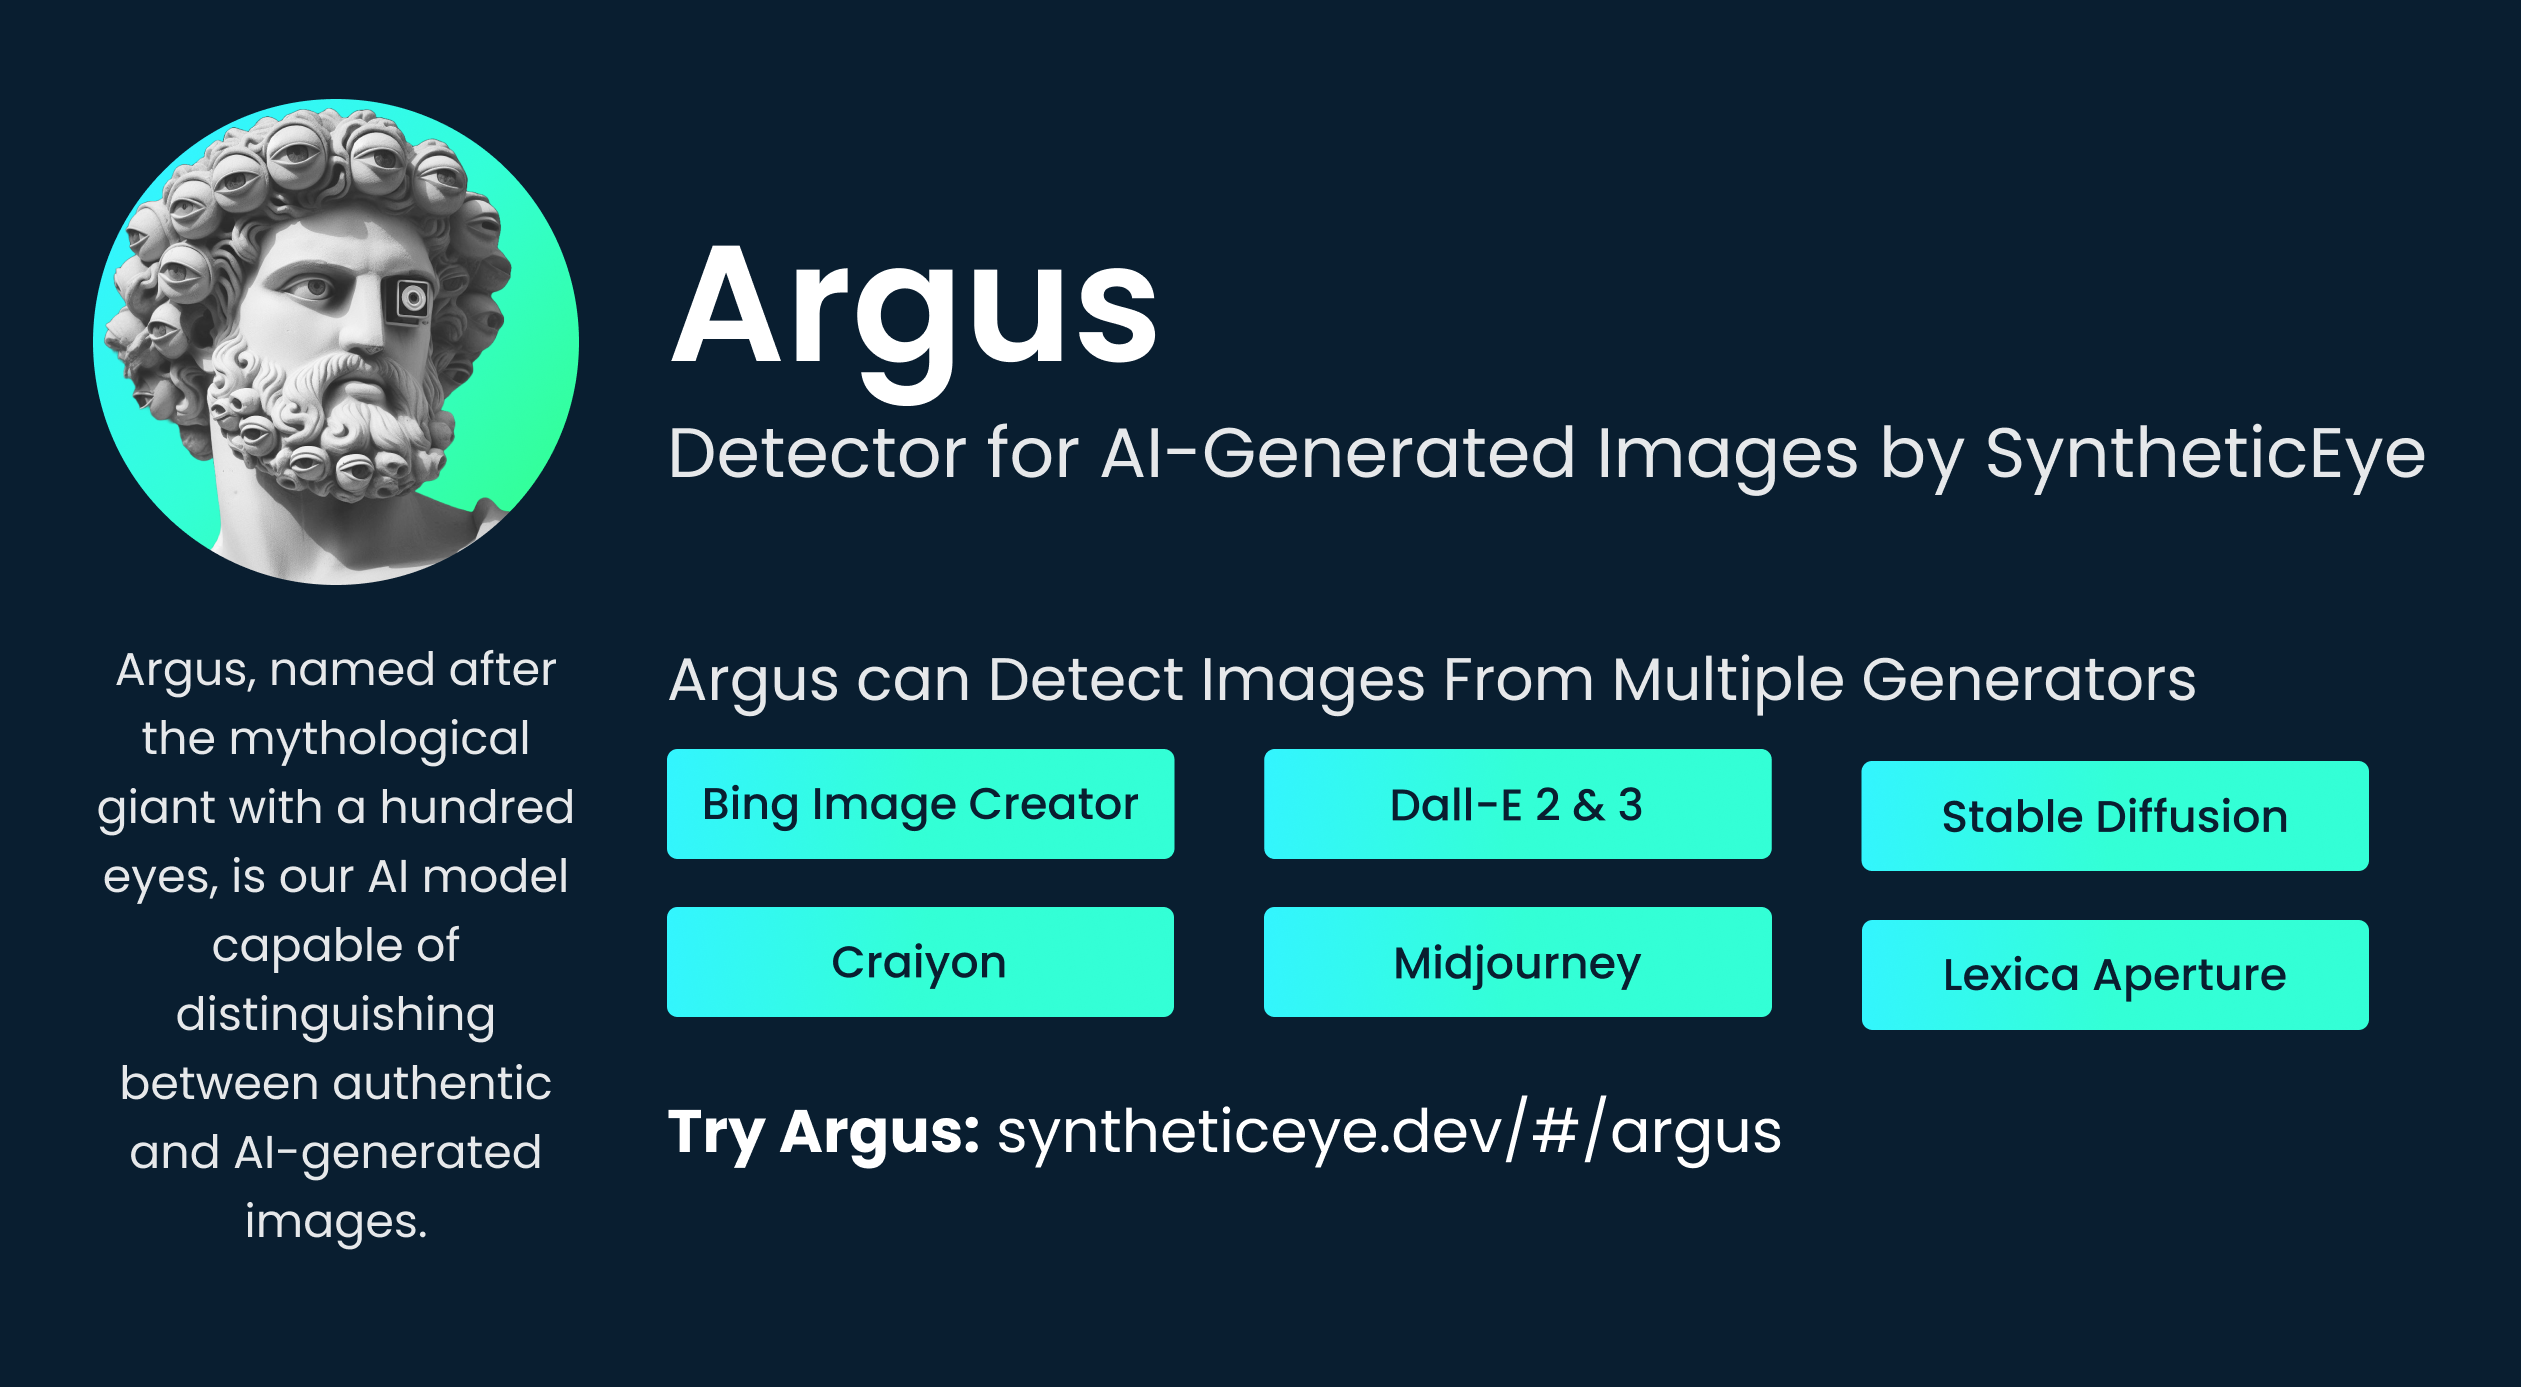 Argus
Detector for AI-Generated Images by SyntheticEye
Argus, named after
the mythological
giant with a hundred
eyes, is our AI model
capable of
distinguishing
between authentic
and AI-generated
images.
Argus can Detect Images From Multiple Generators
Bing Image Creator
Dall-E 2 & 3
Stable Diffusion
Craiyon
Midjourney
Lexica Aperture
Try Argus: syntheticeye.dev/#/argus